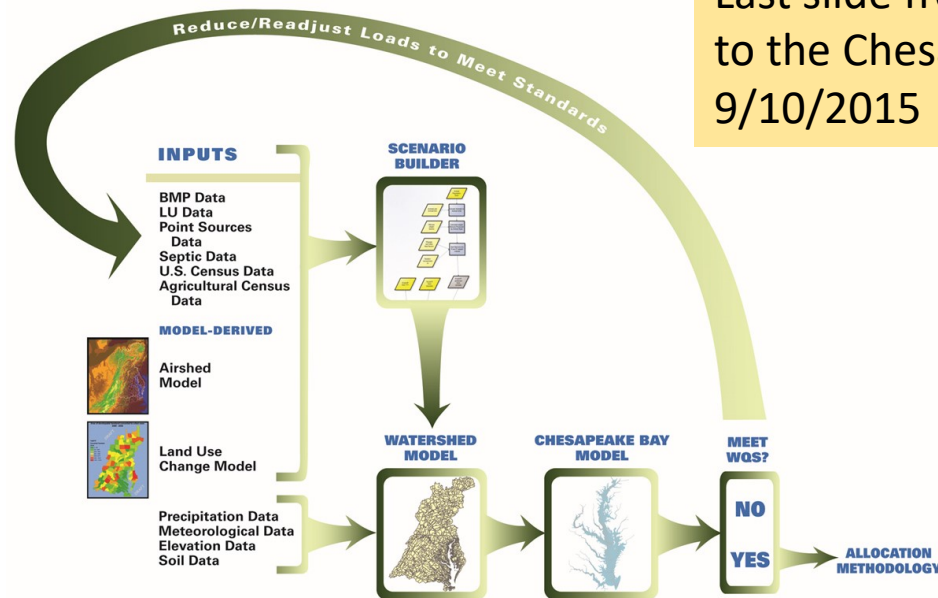 Last slide
to the Ches
9/10/2015
Reduce/Readjust Loads to Meet Standards
INPUTS
BMP Data
LU Data
Point Sources
Data
Septic Data
U.S. Census Data
Agricultural Census
Data
MODEL-DERIVED
Airshed
Model
Land Use
Change Model
Precipitation Data
Meteorological Data
Elevation Data
Soil Data
SCENARIO
BUILDER
WATERSHED
MODEL
CHESAPEAKE BAY
MODEL
MEET
WQS?
NO
YES
ALLOCATION
METHODOLOGY